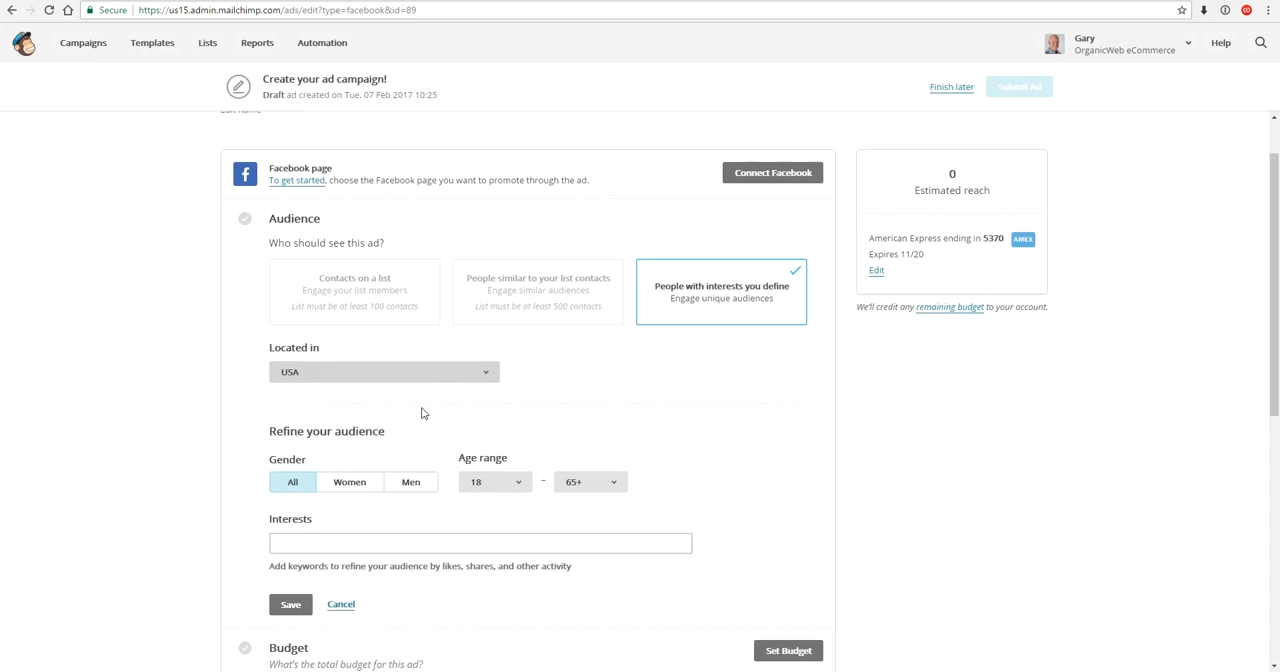 Secure
https://us15.admin.mailchimp.com/ads/edit?type=facebook&id=89
Campaigns Templates Lists Reports Automation
Gary
OrganicWeb eCommerce
Help
Create your ad campaign!
Draft ad created on Tue, 07 Feb 2017 10:25
Finish later
Submit Ad
Edit name
Facebook page
To get started, choose the Facebook page you want to promote through the ad.
Connect Facebook
Audience
Who should see this ad?
Contacts on a list
Engage your list members
List must be at least 100 contacts
People similar to your list contacts
Engage similar audiences
List must be at least 500 contacts
People with interests you define
Engage unique audiences
Located in
USA
Refine your audience
Gender
All Women Men
Age range
18 - 65+
Interests
Add keywords to refine your audience by likes, shares, and other activity
Save Cancel
Budget
What's the total budget for this ad?
Set Budget
0
Estimated reach
American Express ending in 5370 AMEX
Expires 11/20
Edit
We'll credit any remaining budget to your account.